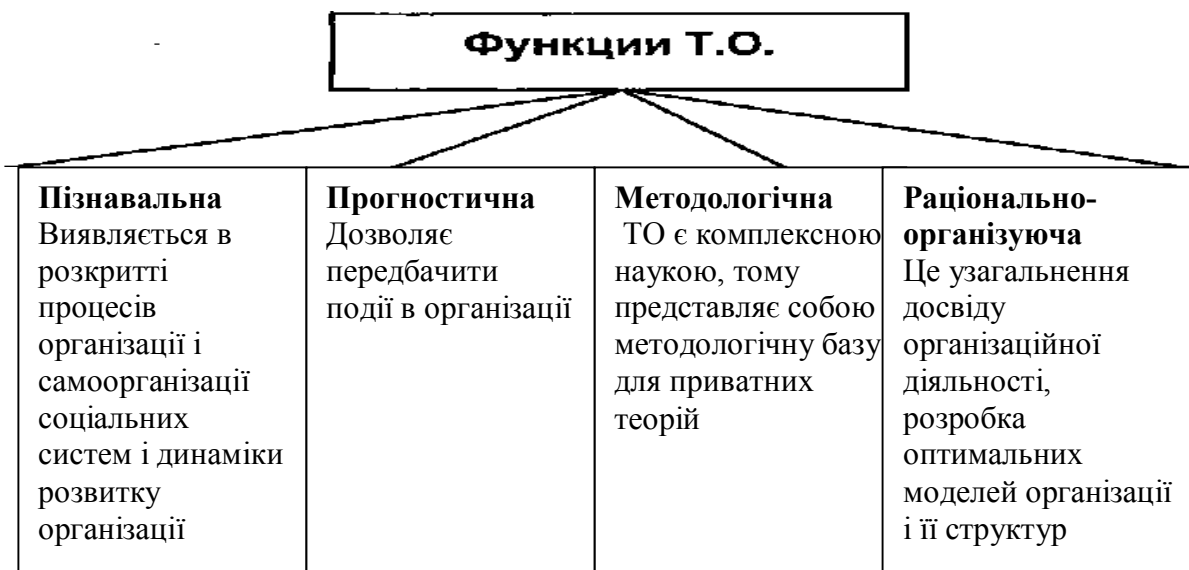 Функции Т.О.
Пізнавальна
Виявляється в
розкритті
процесів
організації і
самоорганізації
соціальних
систем і динаміки
розвитку
організації
Прогностична
Дозволяє
передбачити
події в організації
Методологічна
ТО є комплексною
наукою, тому
представляє собою
методологічну базу
для приватних
теорій
Раціонально-
організуюча
Це узагальнення
досвіду
організаційної
діяльності,
розробка
оптимальних
моделей організації
і її структур